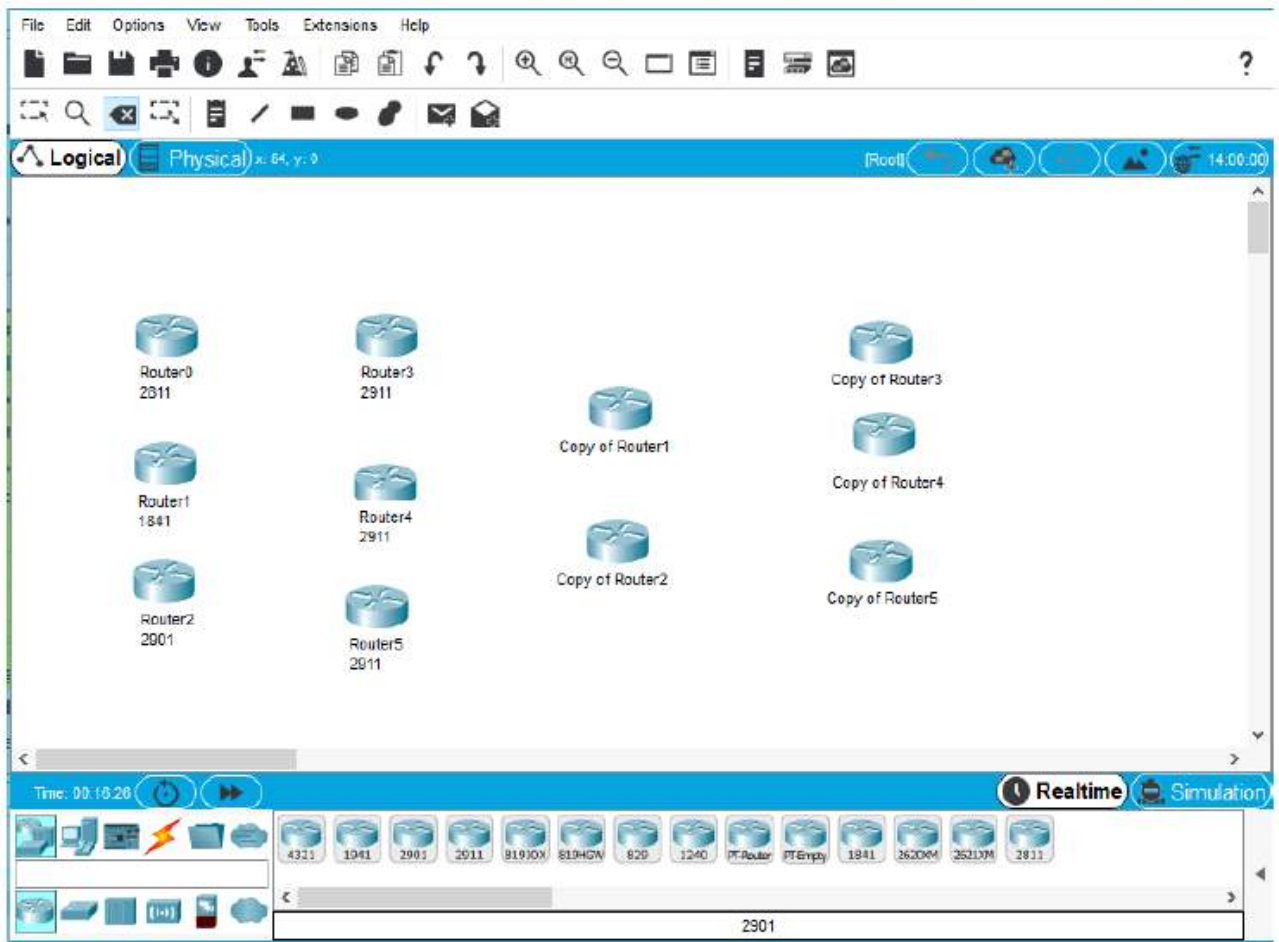 File Edit Options View Tools Extensions Help
?
Logical Physical x: 64, y: 0 [Root] 14:00:00
Router0
2811
Router3
2911
Copy of Router3
Copy of Router1
Copy of Router4
Router1
1841
Router4
2911
Copy of Router2
Copy of Router5
Router2
2901
Router5
2911
Time: 00:16:26 Realtime Simulation
4321 1941 2901 2911 819IOX 819HGW 829 1240 PT-Router PT-Empty 1841 2620XM 2621XM 2811
2901